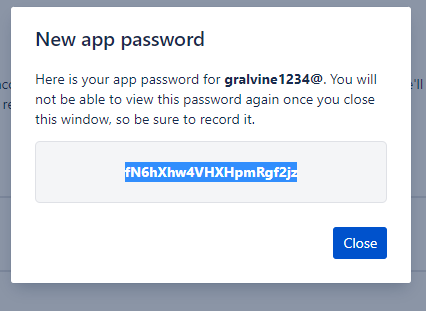 New app password
Here is your app password for gralvine1234@. You will
not be able to view this password again once you close
this window, so be sure to record it.
fN6hXhw4VHXHpmRgf2jz
Close